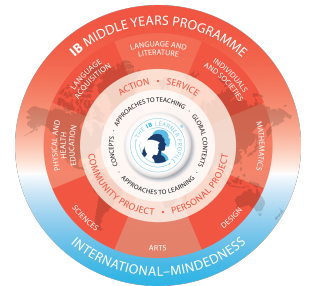 IB MIDDLE YEARS PROGRAMME
LANGUAGE AND
LITERATURE
INDIVIDUALS
AND SOCIETIES
MATHEMATICS
DESIGN
ARTS
SCIENCES
PHYSICAL AND
HEALTH
EDUCATION
LANGUAGE
ACQUISITION
ACTION • SERVICE
COMMUNITY PROJECT • PERSONAL PROJECT
APPROACHES TO TEACHING
GLOBAL CONTEXTS
APPROACHES TO LEARNING
CONCEPTS
THE IB LEARNER PROFILE
INTERNATIONAL–MINDEDNESS